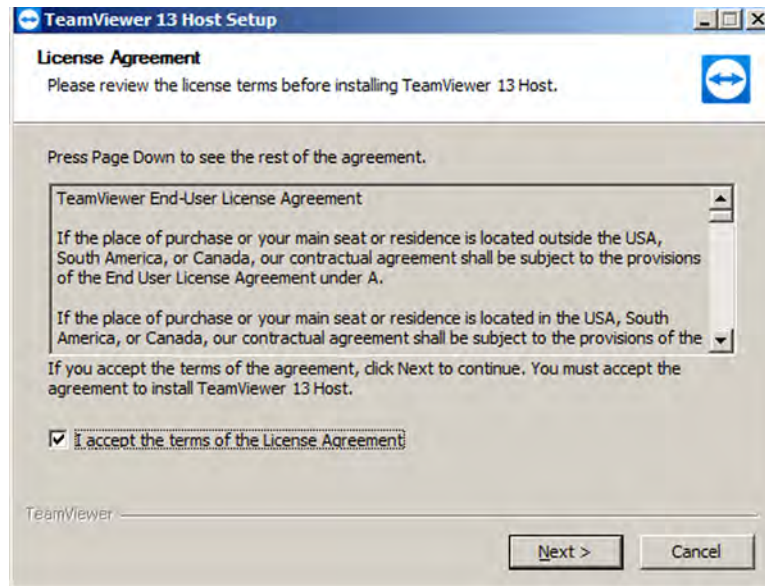 TeamViewer 13 Host Setup
License Agreement
Please review the license terms before installing TeamViewer 13 Host.
Press Page Down to see the rest of the agreement.
TeamViewer End-User License Agreement
If the place of purchase or your main seat or residence is located outside the USA,
South America, or Canada, our contractual agreement shall be subject to the provisions
of the End User License Agreement under A.
If the place of purchase or your main seat or residence is located in the USA, South
America, or Canada, our contractual agreement shall be subject to the provisions of the
If you accept the terms of the agreement, click Next to continue. You must accept the
agreement to install TeamViewer 13 Host.
I accept the terms of the License Agreement
TeamViewer
Next > Cancel